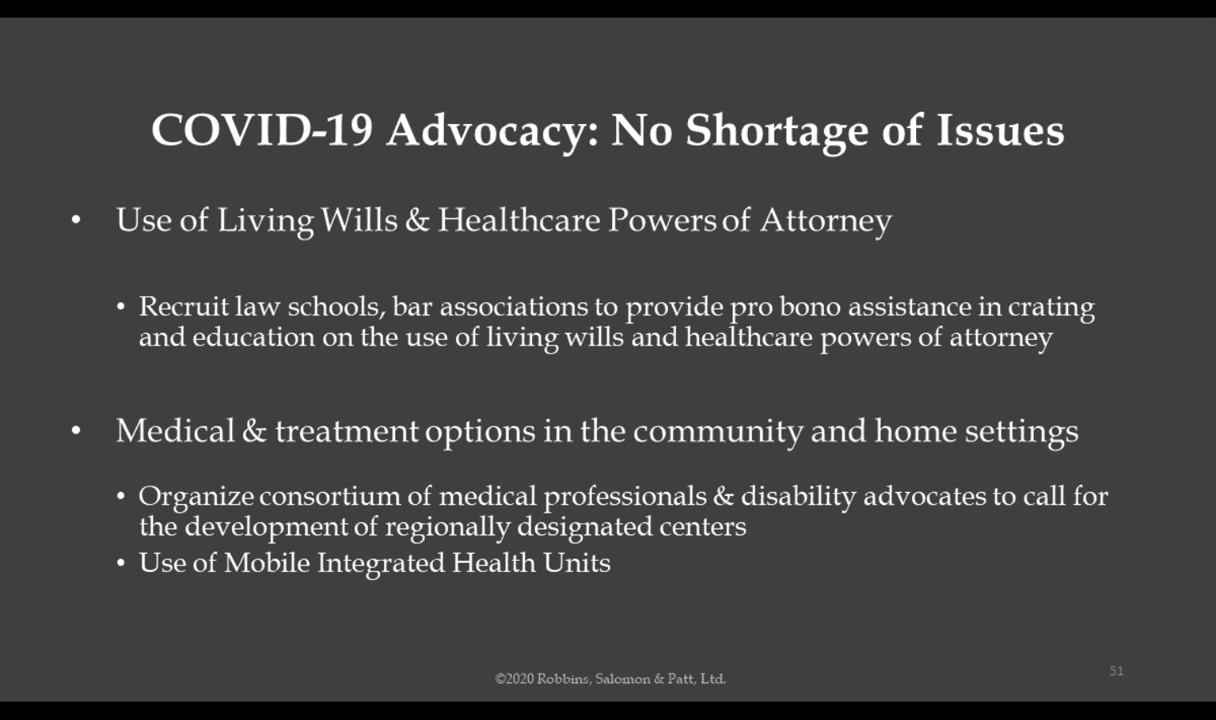 COVID-19 Advocacy: No Shortage of Issues
• Use of Living Wills & Healthcare Powers of Attorney
• Recruit law schools, bar associations to provide pro bono assistance in crating
and education on the use of living wills and healthcare powers of attorney
• Medical & treatment options in the community and home settings
• Organize consortium of medical professionals & disability advocates to call for
the development of regionally designated centers
• Use of Mobile Integrated Health Units
51
©2020 Robbins, Salomon & Patt, Ltd.